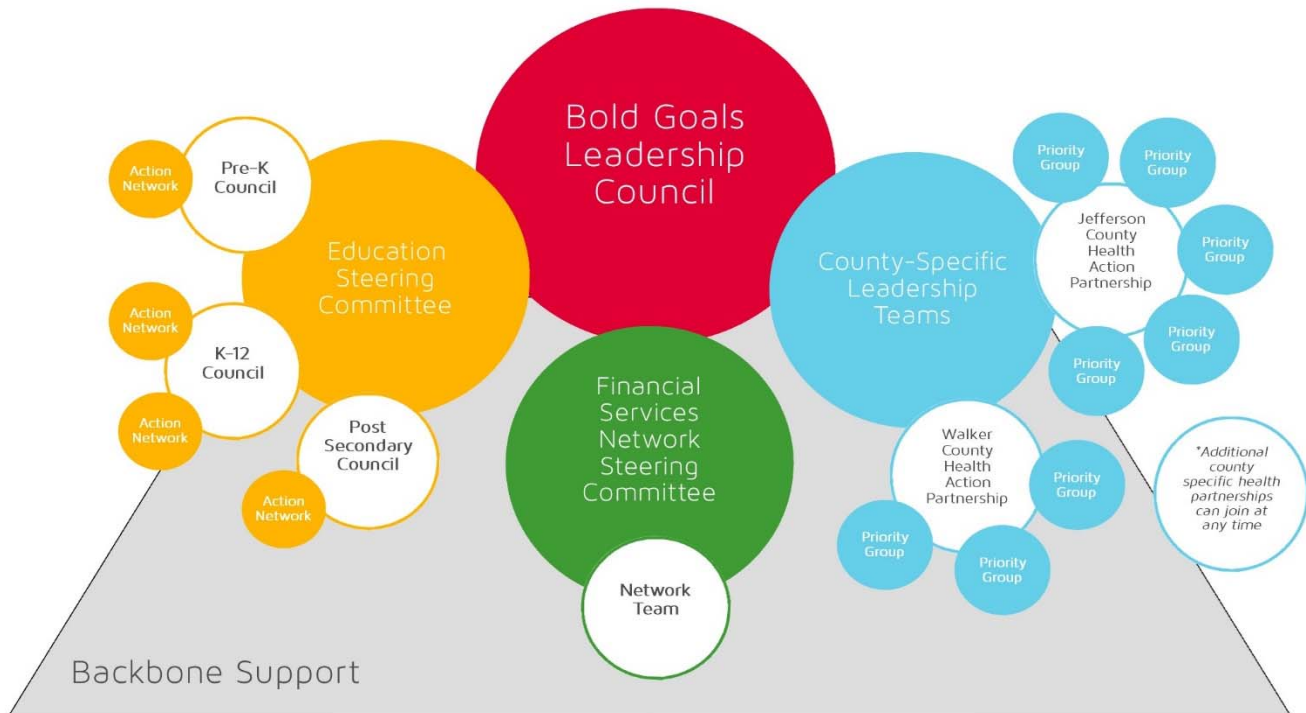 Bold Goals
Leadership
Council
Education
Steering
Committee
Pre-K
Council
Action
Network
K-12
Council
Action
Network
Action
Network
Post
Secondary
Council
Action
Network
Financial
Services
Network
Steering
Committee
Network
Team
County-Specific
Leadership
Teams
Jefferson
County
Health
Action
Partnership
Priority
Group
Priority
Group
Priority
Group
Priority
Group
Priority
Group
Walker
County
Health
Action
Partnership
Priority
Group
Priority
Group
Priority
Group
*Additional
county
specific health
partnerships
can join at
any time
Backbone Support